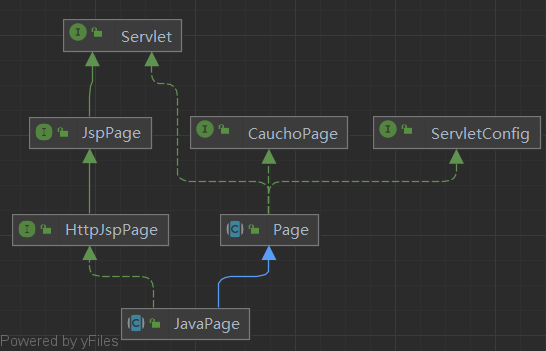 Servlet
JspPage
CauchoPage
ServletConfig
HttpJspPage
Page
JavaPage
Powered by yFiles